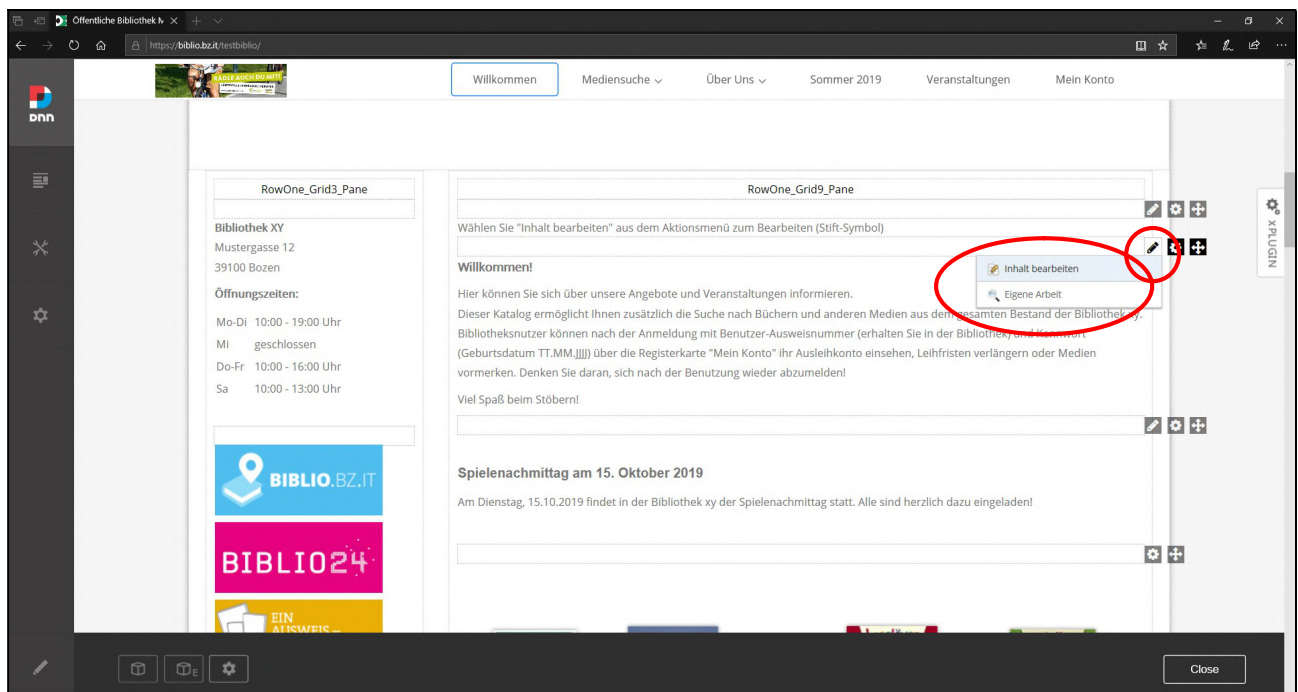 Öffentliche Bibliothek
https://biblio.bz.it/testbiblio/
DNN
RADLE AUCH DU MIT!
Willkommen
Mediensuche
Über Uns
Sommer 2019
Veranstaltungen
Mein Konto
RowOne_Grid3_Pane
Bibliothek XY
Mustergasse 12
39100 Bozen
Öffnungszeiten:
Mo-Di 10:00 - 19:00 Uhr
MI geschlossen
Do-Fr 10:00 - 16:00 Uhr
Sa 10:00 - 13:00 Uhr
BIBLIO.BZ.IT
BIBLIO24
EIN
AUSWEIS –
RowOne_Grid9_Pane
Wählen Sie "Inhalt bearbeiten" aus dem Aktionsmenü zum Bearbeiten (Stift-Symbol)
Willkommen!
Inhalt bearbeiten
Eigene Arbeit
Hier können Sie sich über unsere Angebote und Veranstaltungen informieren.
Dieser Katalog ermöglicht Ihnen zusätzlich die Suche nach Büchern und anderen Medien aus dem gesamten Bestand der Bibliothek xy.
Bibliotheksnutzer können nach der Anmeldung mit Benutzer-Ausweisnummer (erhalten Sie in der Bibliothek) und Kennwort
(Geburtsdatum TT.MM.JJJJ) über die Registerkarte "Mein Konto" ihr Ausleihkonto einsehen, Leihfristen verlängern oder Medien
vormerken. Denken Sie daran, sich nach der Benutzung wieder abzumelden!
Viel Spaß beim Stöbern!
Spielenachmittag am 15. Oktober 2019
Am Dienstag, 15.10.2019 findet in der Bibliothek xy der Spielenachmittag statt. Alle sind herzlich dazu eingeladen!
XPLUGIN
E
Close